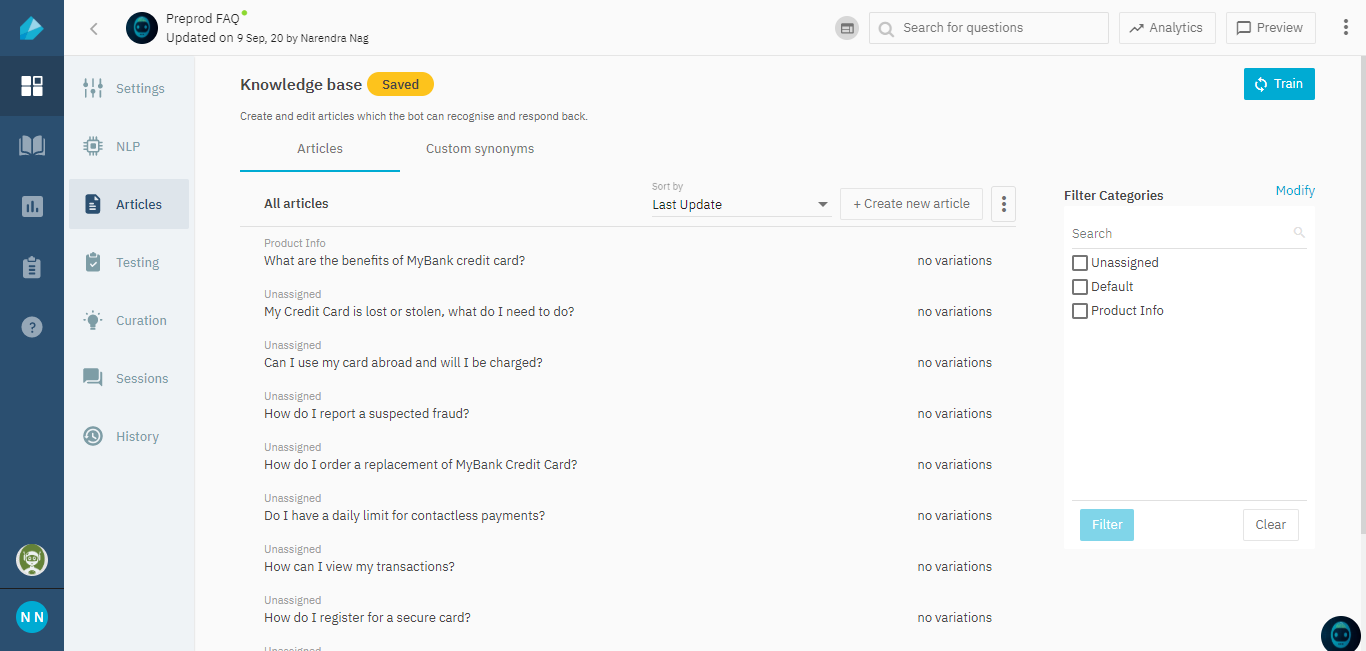 Preprod FAQ
Updated on 9 Sep, 20 by Narendra Nag
Search for questions
Analytics
Preview
Settings
NLP
Articles
Testing
Curation
Sessions
History
?
N N
Knowledge base Saved
Train
Create and edit articles which the bot can recognise and respond back.
Articles Custom synonyms
All articles
Sort by
Last Update
+ Create new article
Product Info
What are the benefits of MyBank credit card? no variations
Unassigned
My Credit Card is lost or stolen, what do I need to do? no variations
Unassigned
Can I use my card abroad and will I be charged? no variations
Unassigned
How do I report a suspected fraud? no variations
Unassigned
How do I order a replacement of MyBank Credit Card? no variations
Unassigned
Do I have a daily limit for contactless payments? no variations
Unassigned
How can I view my transactions? no variations
Unassigned
How do I register for a secure card? no variations
Unassigned
Filter Categories Modify
Search
Unassigned
Default
Product Info
Filter Clear